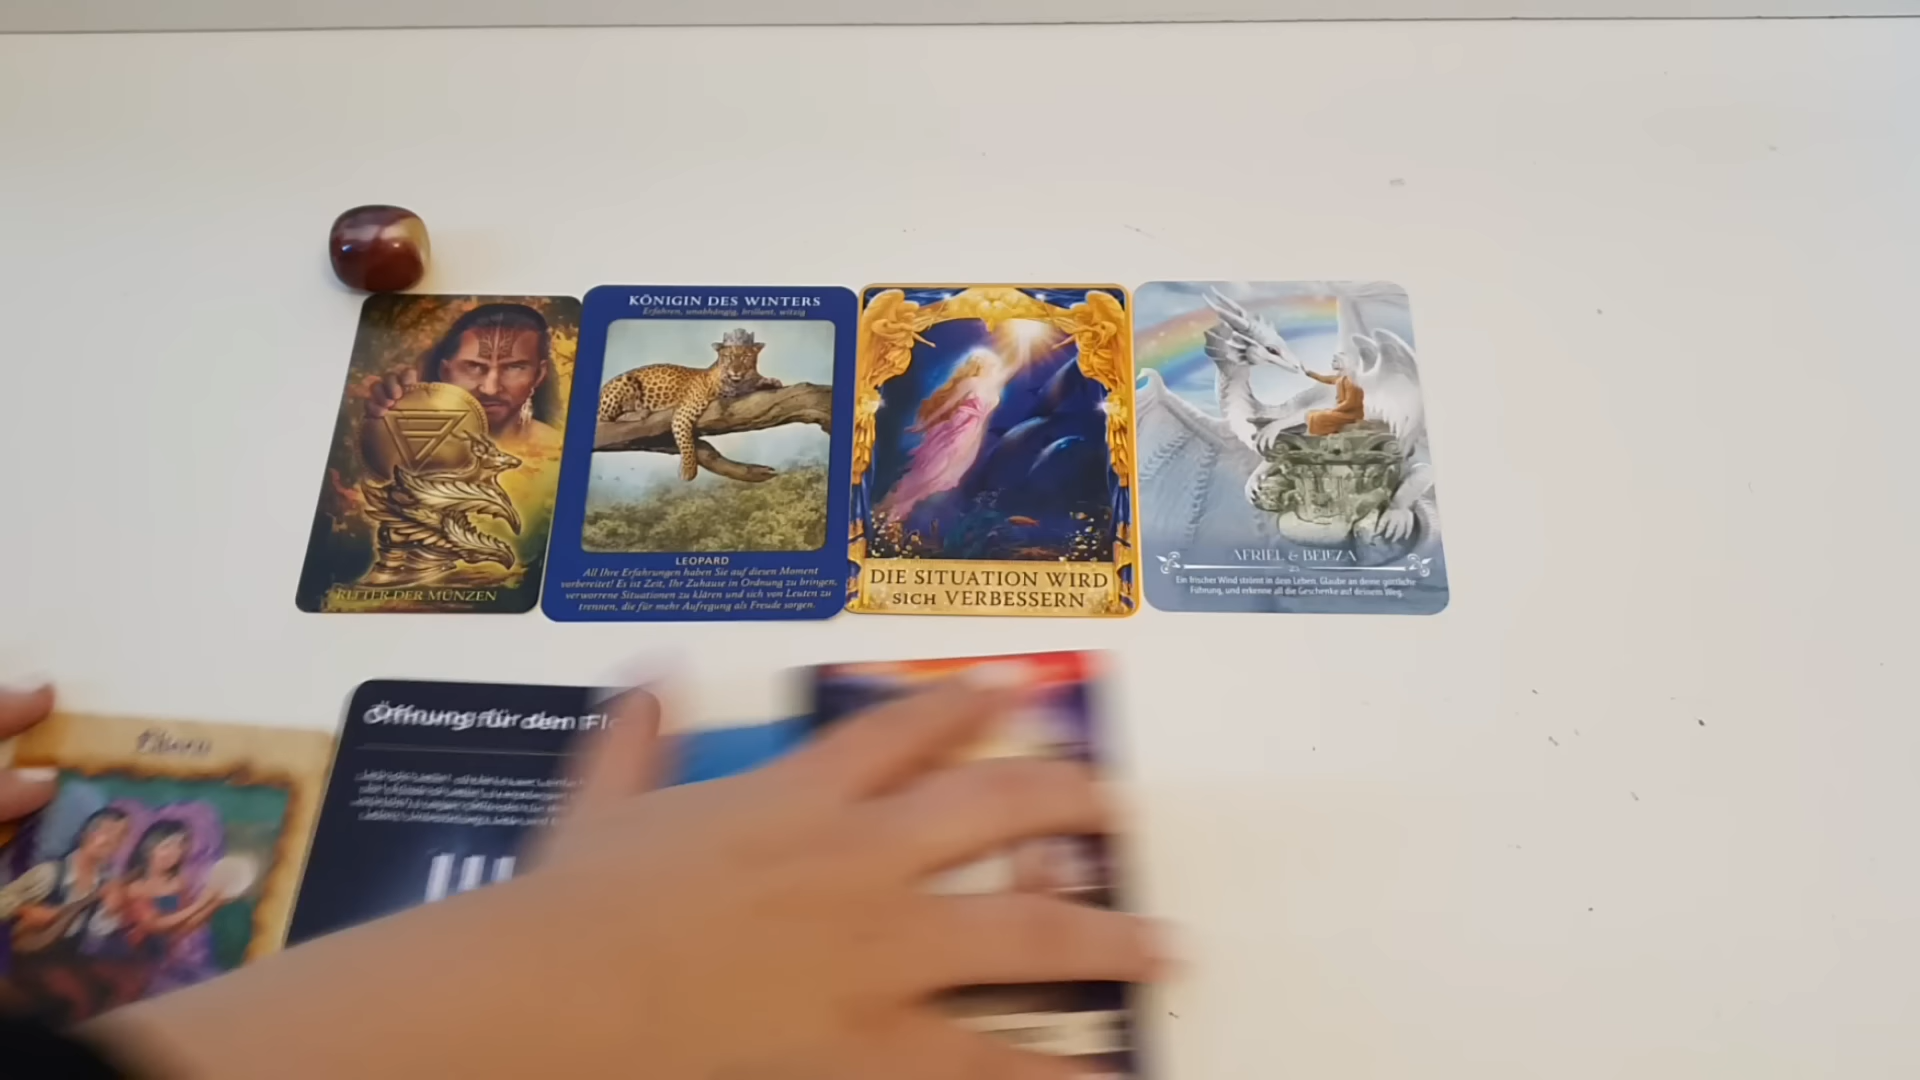 RITTER DER MÜNZEN
KÖNIGIN DES WINTERS
Erfahren, unabhängig, brillant, witzig
LEOPARD
All Ihre Erfahrungen haben Sie auf diesen Moment
vorbereitet! Es ist Zeit, Ihr Zuhause in Ordnung zu bringen,
verworrene Situationen zu klären und sich von Leuten zu
trennen, die für mehr Aufregung als Freude sorgen.
DIE SITUATION WIRD
SICH VERBESSERN
AFRIEL & BELEZA
Ein frischer Wind strömt in dein Leben. Glaube an deine göttliche
Führung, und erkenne all die Geschenke auf deinem Weg.
Öffnung für den